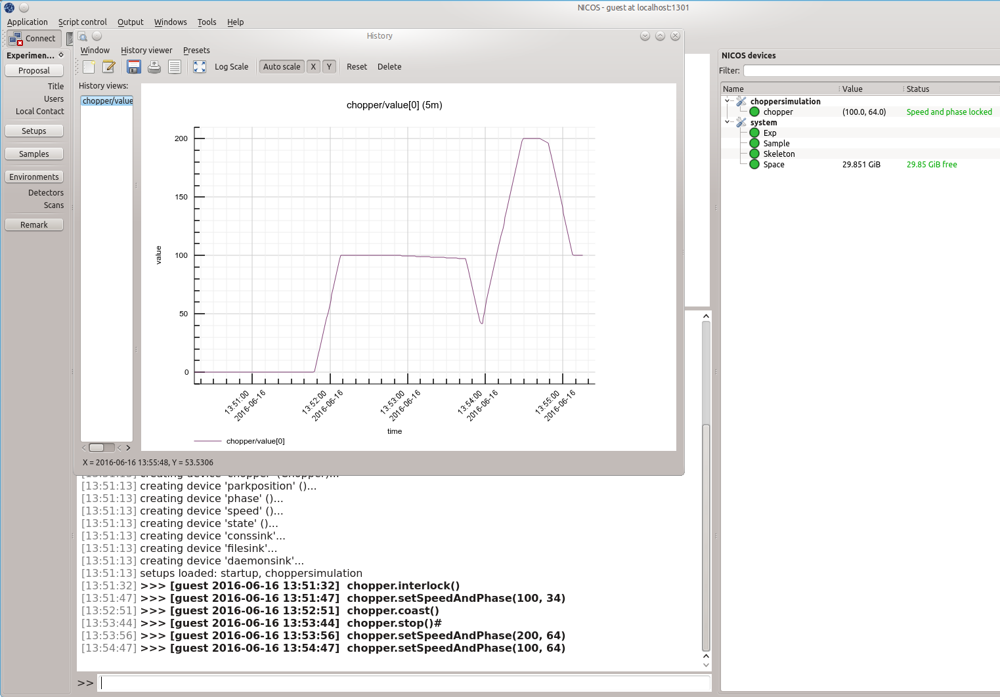 NICOS - guest at localhost:1301
Application Script control Output Windows Tools Help
Connect
Experimen...
Proposal
Title
Users
Local Contact
Setups
Samples
Environments
Detectors
Scans
Remark
History
Window History viewer Presets
Log Scale Auto scale X Y Reset Delete
History views:
chopper/value
chopper/value[0] (5m)
200
150
100
50
0
value
13:51:00
2016-06-16
13:52:00
2016-06-16
13:53:00
2016-06-16
13:54:00
2016-06-16
13:55:00
2016-06-16
time
chopper/value[0]
X = 2016-06-16 13:55:48, Y = 53.5306
[13:51:13] creating device 'chopper' (Chopper)...
[13:51:13] creating device 'parkposition' ()...
[13:51:13] creating device 'phase' ()...
[13:51:13] creating device 'speed' ()...
[13:51:13] creating device 'state' ()...
[13:51:13] creating device 'conssink'...
[13:51:13] creating device 'filesink'...
[13:51:13] creating device 'daemonsink'...
[13:51:13] setups loaded: startup, choppersimulation
[13:51:32] >>> [guest 2016-06-16 13:51:32] chopper.interlock()
[13:51:47] >>> [guest 2016-06-16 13:51:47] chopper.setSpeedAndPhase(100, 34)
[13:52:51] >>> [guest 2016-06-16 13:52:51] chopper.coast()
[13:53:44] >>> [guest 2016-06-16 13:53:44] chopper.stop()#
[13:53:56] >>> [guest 2016-06-16 13:53:56] chopper.setSpeedAndPhase(200, 64)
[13:54:47] >>> [guest 2016-06-16 13:54:47] chopper.setSpeedAndPhase(100, 64)
>>
NICOS devices
Filter:
Name Value Status
choppersimulation
chopper (100.0, 64.0) Speed and phase locked
system
Exp
Sample
Skeleton
Space 29.851 GiB 29.85 GiB free